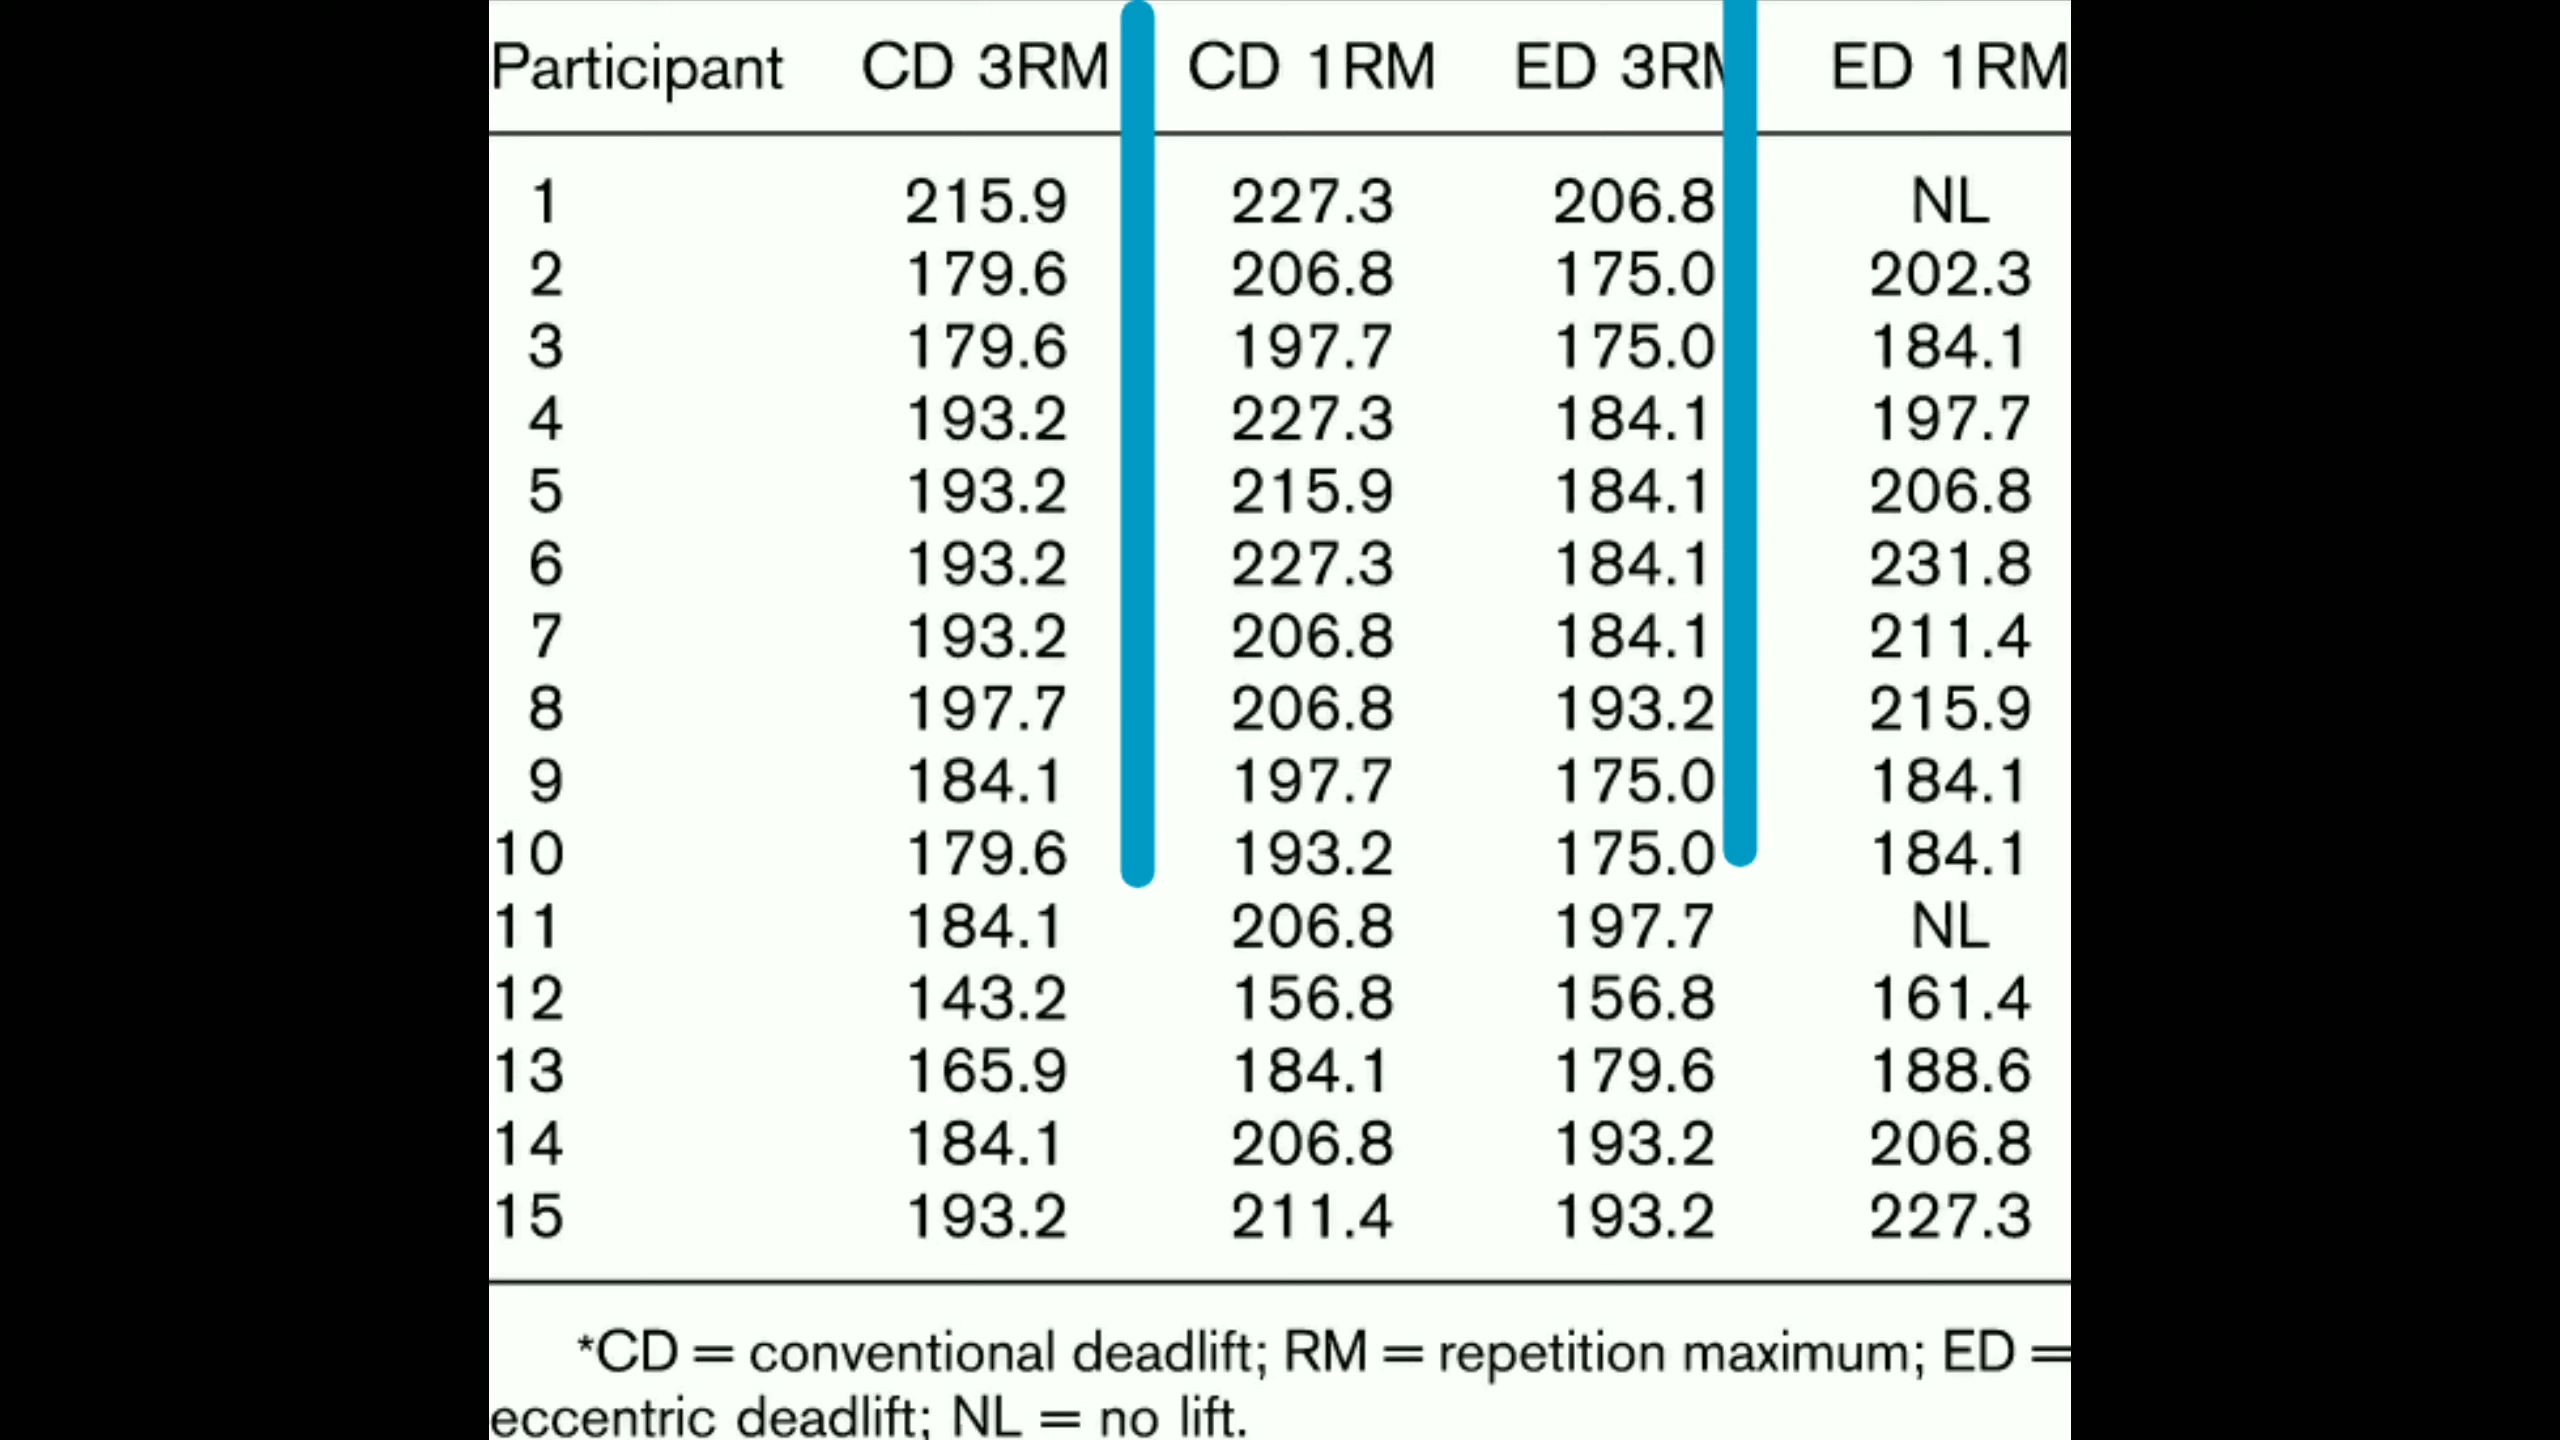 Participant CD 3RM CD 1RM ED 3RM ED 1RM
1 215.9 227.3 206.8 NL
2 179.6 206.8 175.0 202.3
3 179.6 197.7 175.0 184.1
4 193.2 227.3 184.1 197.7
5 193.2 215.9 184.1 206.8
6 193.2 227.3 184.1 231.8
7 193.2 206.8 184.1 211.4
8 197.7 206.8 193.2 215.9
9 184.1 197.7 175.0 184.1
10 179.6 193.2 175.0 184.1
11 184.1 206.8 197.7 NL
12 143.2 156.8 156.8 161.4
13 165.9 184.1 179.6 188.6
14 184.1 206.8 193.2 206.8
15 193.2 211.4 193.2 227.3
*CD = conventional deadlift; RM = repetition maximum; ED =
eccentric deadlift; NL = no lift.